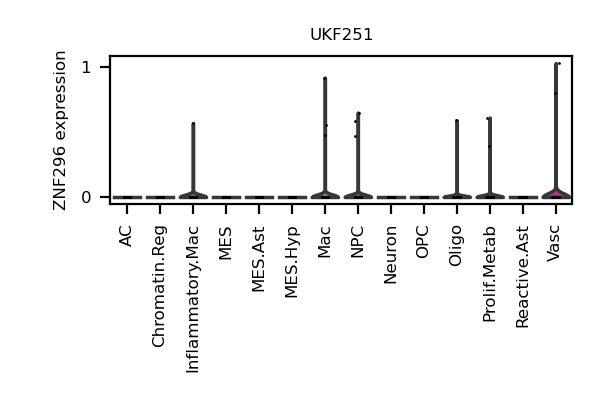 UKF251
ZNF296 expression
1
0
AC
Chromatin.Reg
Inflammatory.Mac
MES
MES.Ast
MES.Hyp
Mac
NPC
Neuron
OPC
Oligo
Prolif.Metab
Reactive.Ast
Vasc